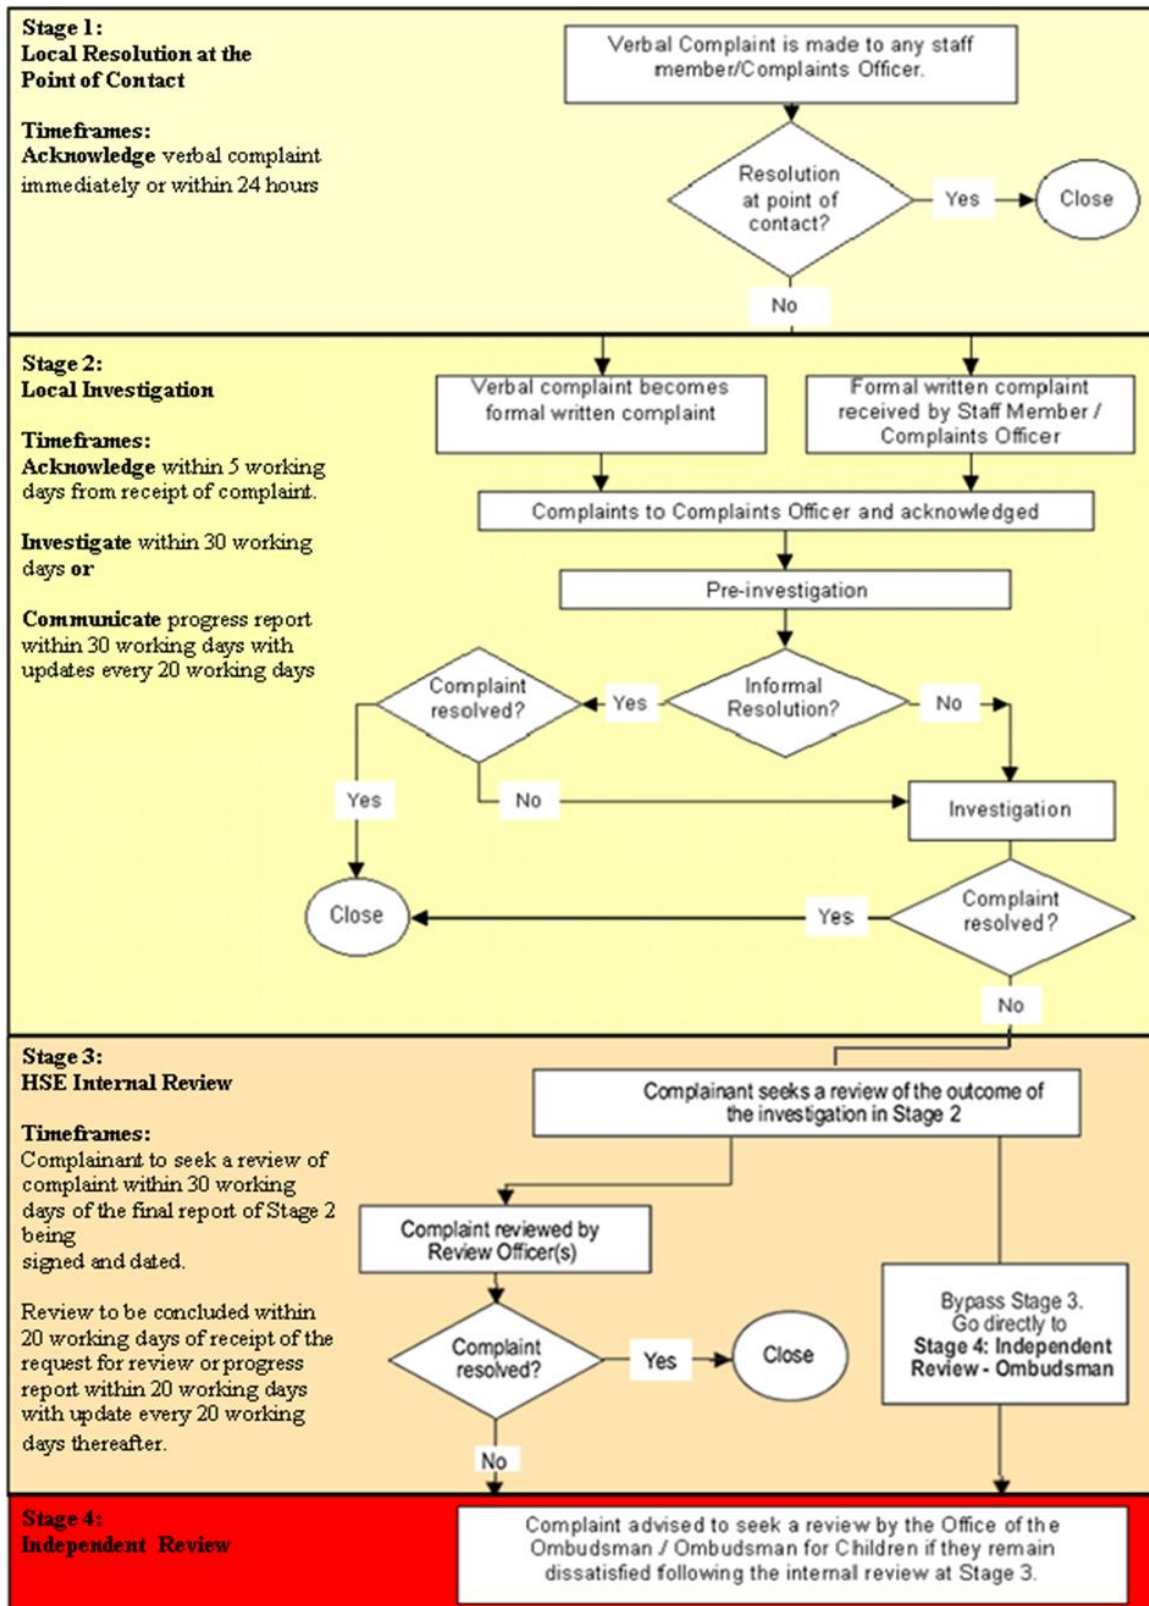 Stage 1:
Local Resolution at the
Point of Contact
Timeframes:
Acknowledge verbal complaint
immediately or within 24 hours
Verbal Complaint is made to any staff
member/Complaints Officer.
Resolution
at point of
contact?
Yes
Close
No
Stage 2:
Local Investigation
Timeframes:
Acknowledge within 5 working
days from receipt of complaint.
Investigate within 30 working
days or
Communicate progress report
within 30 working days with
updates every 20 working days
Verbal complaint becomes
formal written complaint
Formal written complaint
received by Staff Member /
Complaints Officer
Complaints to Complaints Officer and acknowledged
Pre-investigation
Informal
Resolution?
Yes
No
Complaint
resolved?
Yes
No
Investigation
Complaint
resolved?
Yes
Close
No
Stage 3:
HSE Internal Review
Timeframes:
Complainant to seek a review of
complaint within 30 working
days of the final report of Stage 2
being
signed and dated.
Review to be concluded within
20 working days of receipt of the
request for review or progress
report within 20 working days
with update every 20 working
days thereafter.
Complainant seeks a review of the outcome of
the investigation in Stage 2
Complaint reviewed by
Review Officer(s)
Complaint
resolved?
Yes
Close
No
Bypass Stage 3.
Go directly to
Stage 4: Independent
Review - Ombudsman
Stage 4:
Independent Review
Complaint advised to seek a review by the Office of the
Ombudsman / Ombudsman for Children if they remain
dissatisfied following the internal review at Stage 3.